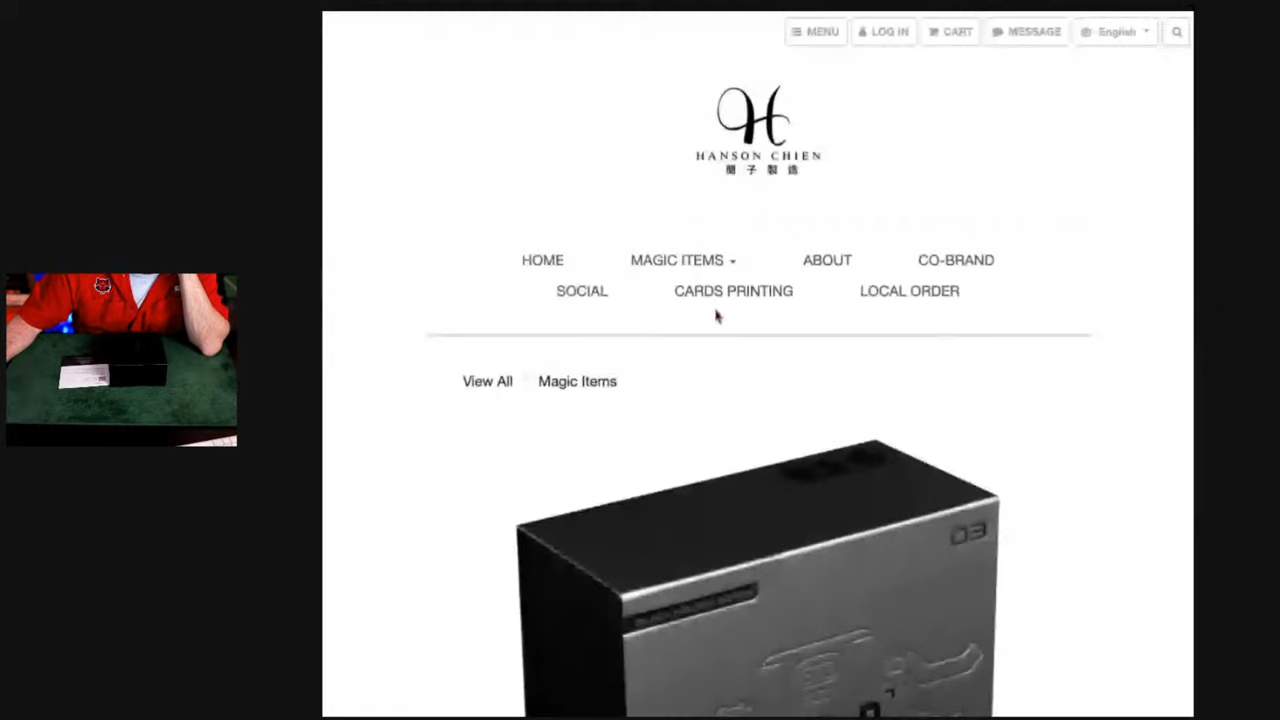 MENU LOG IN CART MESSAGE English
HANSON CHIEN
簡子製造
HOME MAGIC ITEMS ABOUT CO-BRAND
SOCIAL CARDS PRINTING LOCAL ORDER
View All Magic Items
03